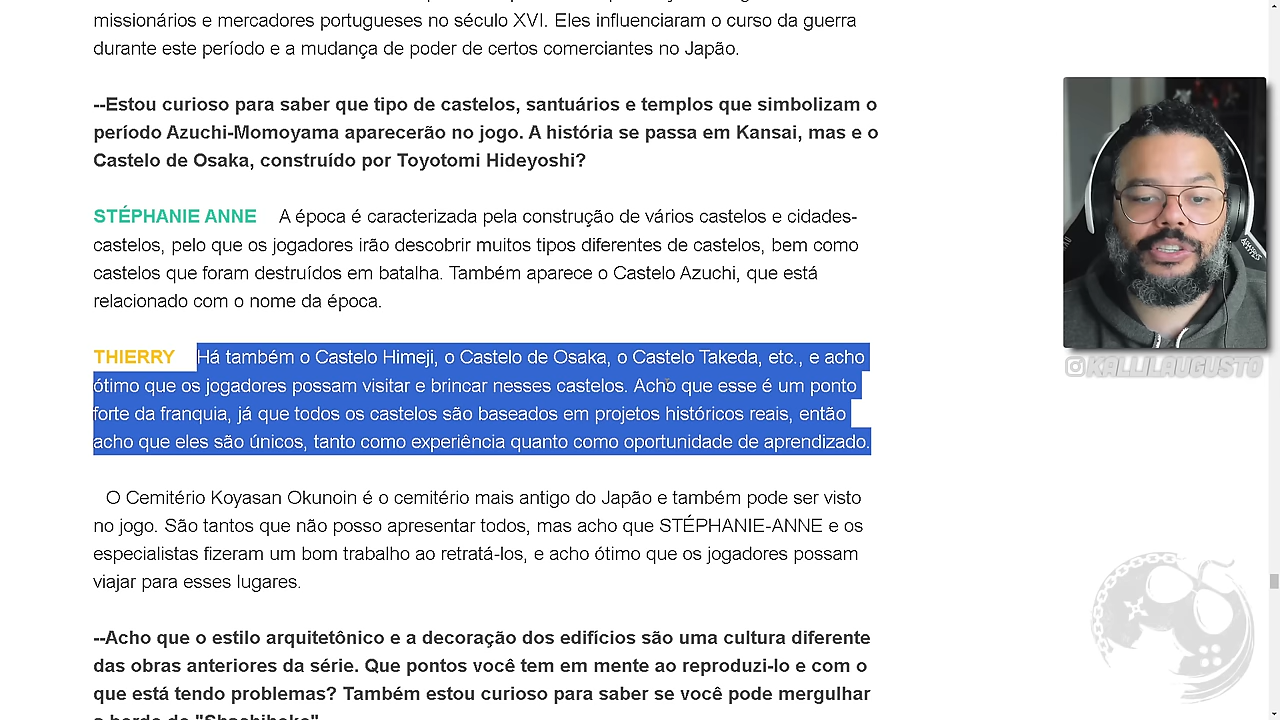 missionários e mercadores portugueses no século XVI. Eles influenciaram o curso da guerra
durante este período e a mudança de poder de certos comerciantes no Japão.
--Estou curioso para saber que tipo de castelos, santuários e templos que simbolizam o
período Azuchi-Momoyama aparecerão no jogo. A história se passa em Kansai, mas e o
Castelo de Osaka, construído por Toyotomi Hideyoshi?
STÉPHANIE ANNE A época é caracterizada pela construção de vários castelos e cidades-
castelos, pelo que os jogadores irão descobrir muitos tipos diferentes de castelos, bem como
castelos que foram destruídos em batalha. Também aparece o Castelo Azuchi, que está
relacionado com o nome da época.
THIERRY Há também o Castelo Himeji, o Castelo de Osaka, o Castelo Takeda, etc., e acho
ótimo que os jogadores possam visitar e brincar nesses castelos. Acho que esse é um ponto
forte da franquia, já que todos os castelos são baseados em projetos históricos reais, então
acho que eles são únicos, tanto como experiência quanto como oportunidade de aprendizado.
O Cemitério Koyasan Okunoin é o cemitério mais antigo do Japão e também pode ser visto
no jogo. São tantos que não posso apresentar todos, mas acho que STÉPHANIE-ANNE e os
especialistas fizeram um bom trabalho ao retratá-los, e acho ótimo que os jogadores possam
viajar para esses lugares.
--Acho que o estilo arquitetônico e a decoração dos edifícios são uma cultura diferente
das obras anteriores da série. Que pontos você tem em mente ao reproduzi-lo e com o
que está tendo problemas? Também estou curioso para saber se você pode mergulhar
a bordo do "Shachihoko"
KALLILAUGUSTO